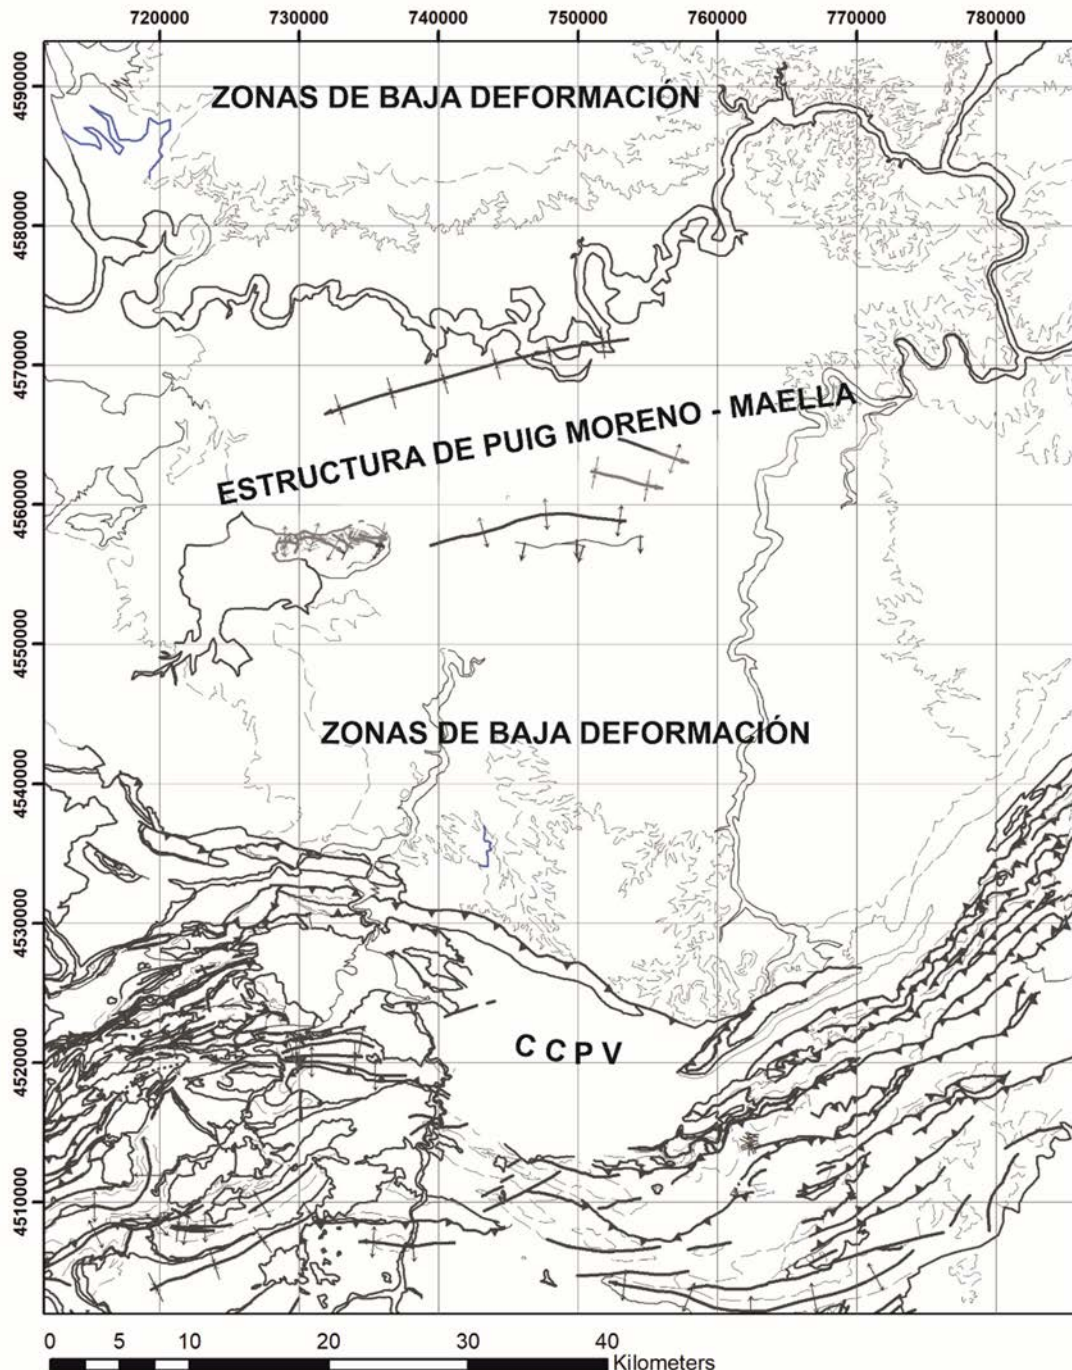 720000 730000 740000 750000 760000 770000 780000
4590000
ZONAS DE BAJA DEFORMACIÓN
4580000
4570000
ESTRUCTURA DE PUIG MORENO - MAELLA
4560000
4550000
ZONAS DE BAJA DEFORMACIÓN
4540000
4530000
C C P V
4520000
4510000
0 5 10 20 30 40
Kilometers